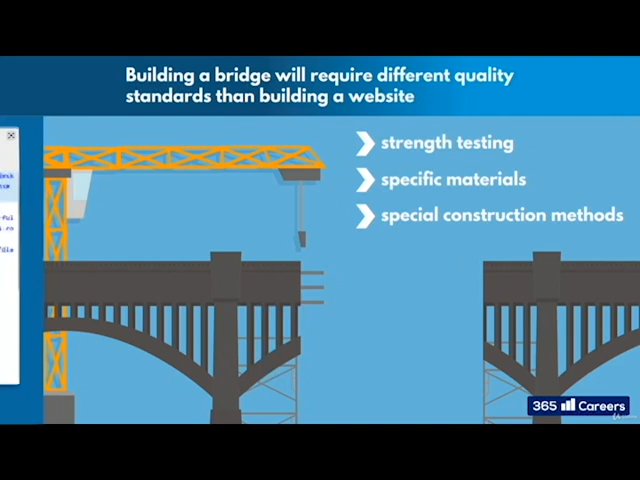 Building a bridge will require different quality
standards than building a website
strength testing
specific materials
special construction methods
365 Careers